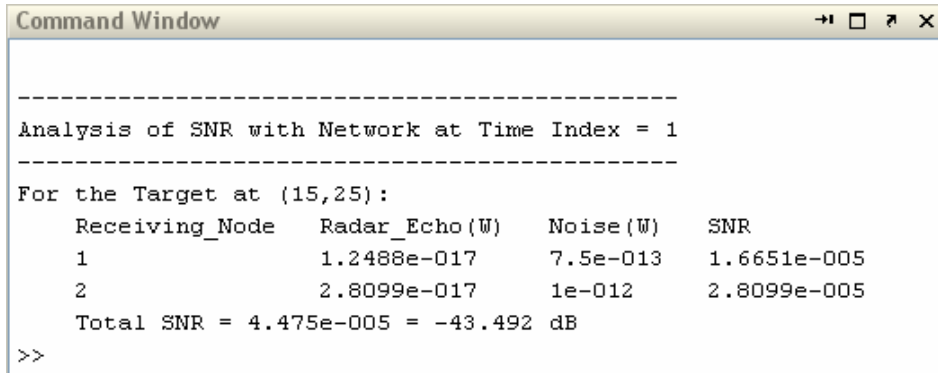 Command Window
----------------------------------------------
Analysis of SNR with Network at Time Index = 1
----------------------------------------------
For the Target at (15,25):
Receiving_Node Radar_Echo(W) Noise(W) SNR
1 1.2488e-017 7.5e-013 1.6651e-005
2 2.8099e-017 1e-012 2.8099e-005
Total SNR = 4.475e-005 = -43.492 dB
>>